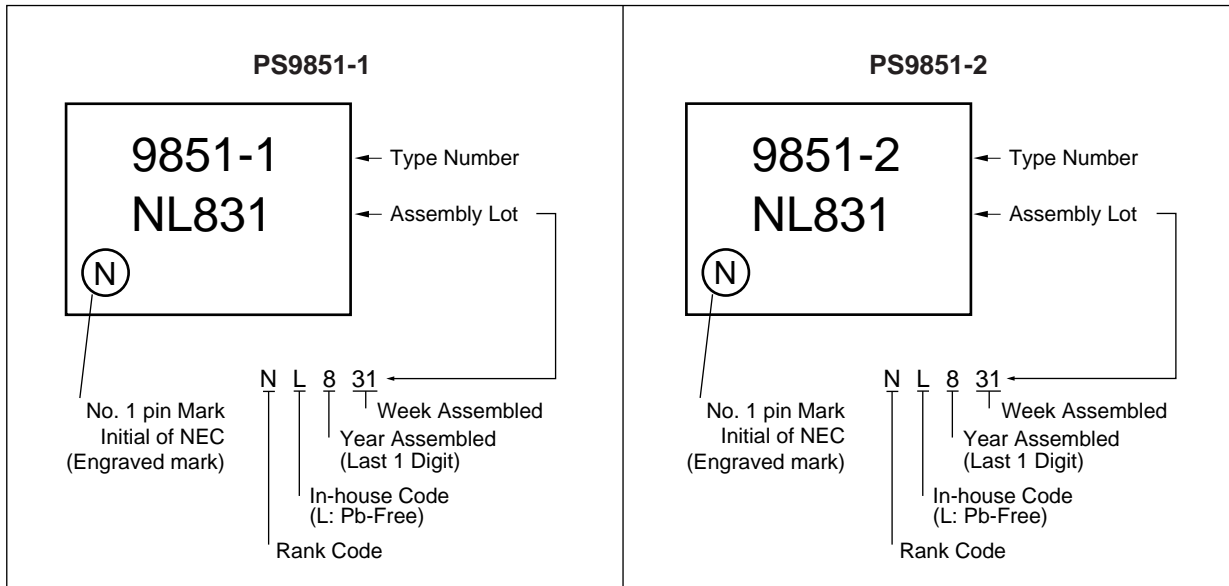 PS9851-1
9851-1
Type Number
NL831
Assembly Lot
N
N L 8 31
No. 1 pin Mark
Initial of NEC
(Engraved mark)
Week Assembled
Year Assembled
(Last 1 Digit)
In-house Code
(L: Pb-Free)
Rank Code
PS9851-2
9851-2
Type Number
NL831
Assembly Lot
N
N L 8 31
No. 1 pin Mark
Initial of NEC
(Engraved mark)
Week Assembled
Year Assembled
(Last 1 Digit)
In-house Code
(L: Pb-Free)
Rank Code